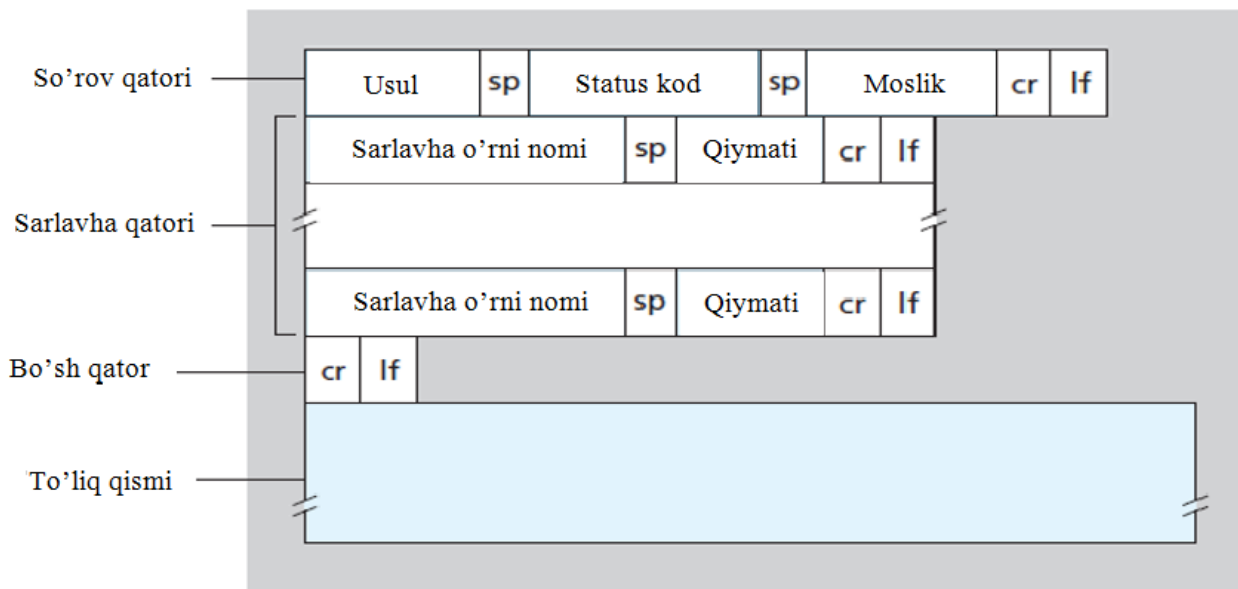 So’rov qatori Usul sp Status kod sp Moslik cr lf
Sarlavha o’rni nomi sp Qiymati cr lf
Sarlavha qatori
Sarlavha o’rni nomi sp Qiymati cr lf
Bo’sh qator cr lf
To’liq qismi